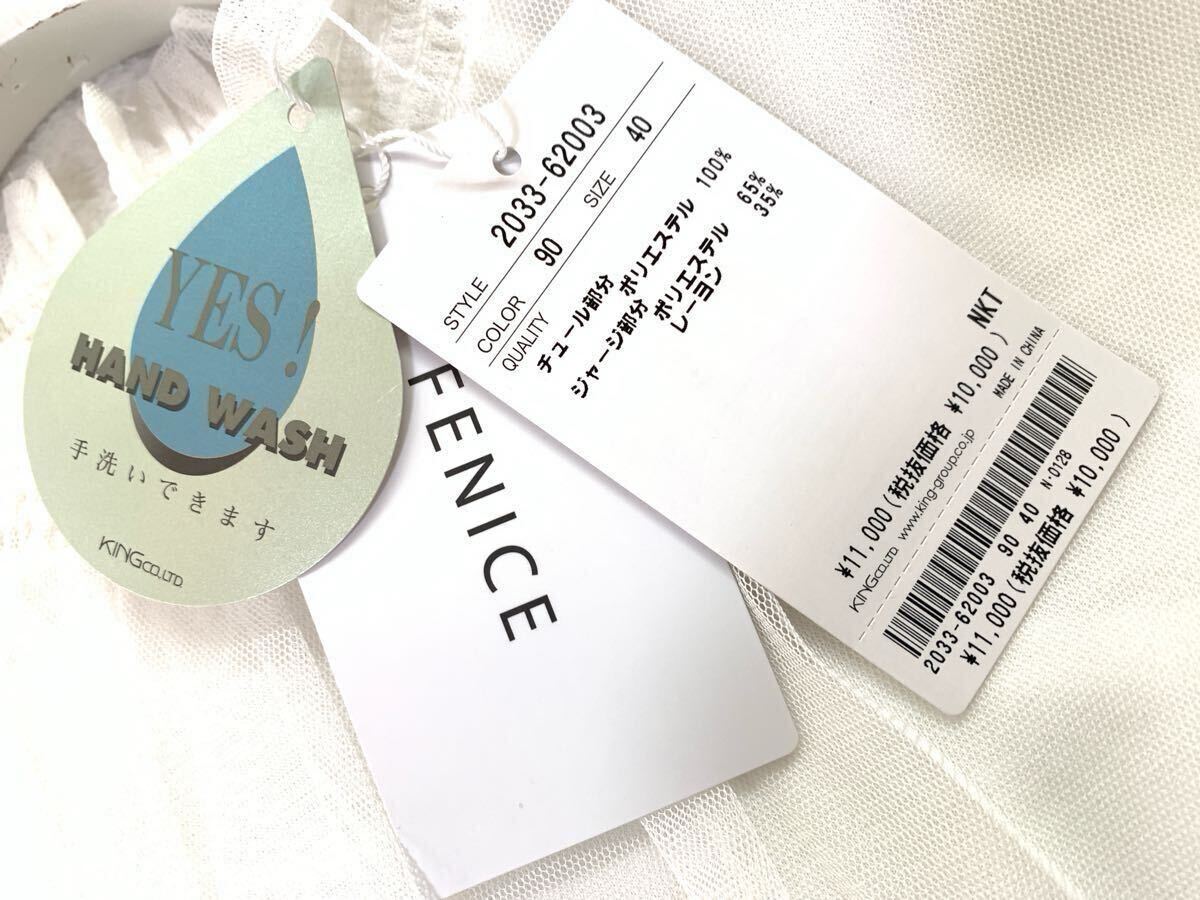 YES!
HAND WASH
手洗いできます
KING CO.,LTD
FENICE
STYLE 2033-62003
COLOR 90 SIZE 40
QUALITY
チュール部分 ポリエステル 100%
ジャージ部分 ポリエステル 65%
レーヨン 35%
NKT
¥11,000(税抜価格 ¥10,000)
KING CO.,LTD www.king-group.co.jp MADE IN CHINA
2033-62003 90 40 N-0128
¥11,000(税抜価格 ¥10,000)